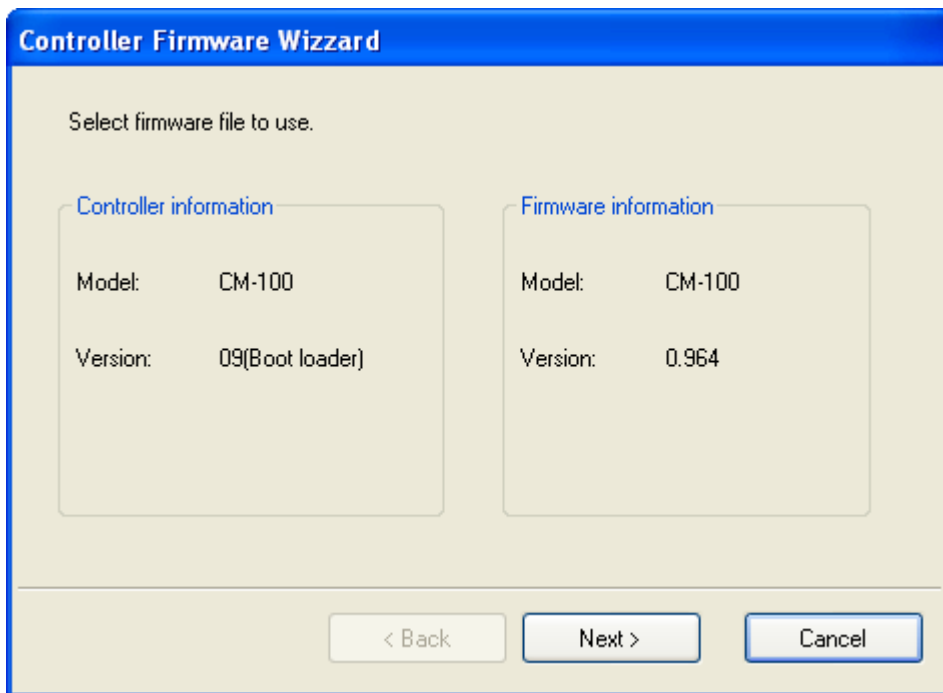 Controller Firmware Wizzard
Select firmware file to use.
Controller information
Model: CM-100
Version: 09(Boot loader)
Firmware information
Model: CM-100
Version: 0.964
< Back
Next >
Cancel